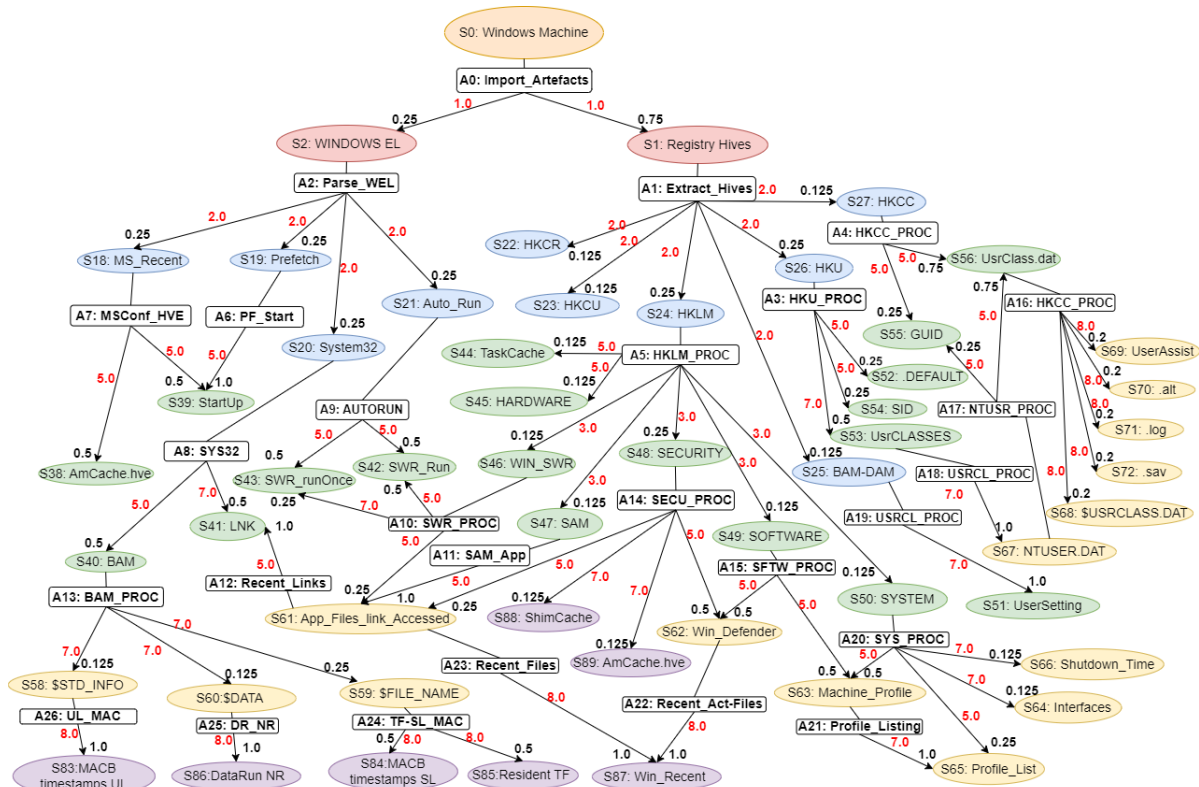 S0: Windows Machine
A0: Import_Artefacts
1.0
1.0
0.25
0.75
S2: WINDOWS EL
S1: Registry Hives
A2: Parse_WEL
A1: Extract_Hives
2.0
0.125
S27: HKCC
2.0
2.0
2.0
2.0
2.0
2.0
2.0
2.0
A4: HKCC_PROC
0.25
0.25
S22: HKCR
0.125
0.25
5.0
5.0
0.75
S56: UsrClass.dat
S18: MS_Recent
S19: Prefetch
S26: HKU
0.25
0.125
0.25
0.75
S21: Auto_Run
S23: HKCU
S24: HKLM
A3: HKU_PROC
A16: HKCC_PROC
A7: MSConf_HVE
A6: PF_Start
0.25
0.25
S55: GUID
5.0
8.0
0.2
S69: UserAssist
S20: System32
S44: TaskCache
0.125
5.0
A5: HKLM_PROC
2.0
5.0
0.25
0.25
8.0
0.2
S70: .alt
5.0
5.0
0.5
1.0
5.0
0.125
5.0
S52: .DEFAULT
8.0
S39: StartUp
S45: HARDWARE
5.0
0.25
S54: SID
A17: NTUSR_PROC
0.2
S71: .log
A9: AUTORUN
3.0
3.0
3.0
7.0
0.5
S53: UsrCLASSES
5.0
5.0
0.125
0.25
A8: SYS32
0.5
S42: SWR_Run
0.5
S46: WIN_SWR
S48: SECURITY
3.0
0.125
S25: BAM-DAM
A18: USRCL_PROC
8.0
0.2
S72: .sav
0.5
S38: AmCache.hve
S43: SWR_runOnce
0.25
7.0
5.0
3.0
A14: SECU_PROC
7.0
0.2
S68: $USRCLASS.DAT
5.0
7.0
0.5
S41: LNK
1.0
A10: SWR_PROC
0.125
S47: SAM
0.125
A19: USRCL_PROC
1.0
0.5
S40: BAM
5.0
A11: SAM_App
5.0
S49: SOFTWARE
7.0
S67: NTUSER.DAT
5.0
A12: Recent_Links
5.0
7.0
A15: SFTW_PROC
0.125
1.0
A13: BAM_PROC
0.25
1.0
0.25
0.125
7.0
5.0
5.0
S50: SYSTEM
S51: UserSetting
7.0
7.0
7.0
S61: App_Files_link_Accessed
S88: ShimCache
0.5
0.5
S62: Win_Defender
A20: SYS_PROC
0.125
0.125
0.25
A23: Recent_Files
0.125
S89: AmCache.hve
5.0
7.0
0.125
S66: Shutdown_Time
S58: $STD_INFO
S60:$DATA
S59: $FILE_NAME
0.5
0.5
S63: Machine_Profile
7.0
0.125
S64: Interfaces
A26: UL_MAC
A25: DR_NR
A24: TF-SL_MAC
8.0
A22: Recent_Act-Files
A21: Profile_Listing
5.0
8.0
1.0
8.0
1.0
0.5
8.0
8.0
0.5
8.0
7.0
1.0
0.25
S65: Profile_List
S83:MACB
timestamps UL
S86:DataRun NR
S84:MACB
timestamps SL
S85:Resident TF
1.0
1.0
S87: Win_Recent